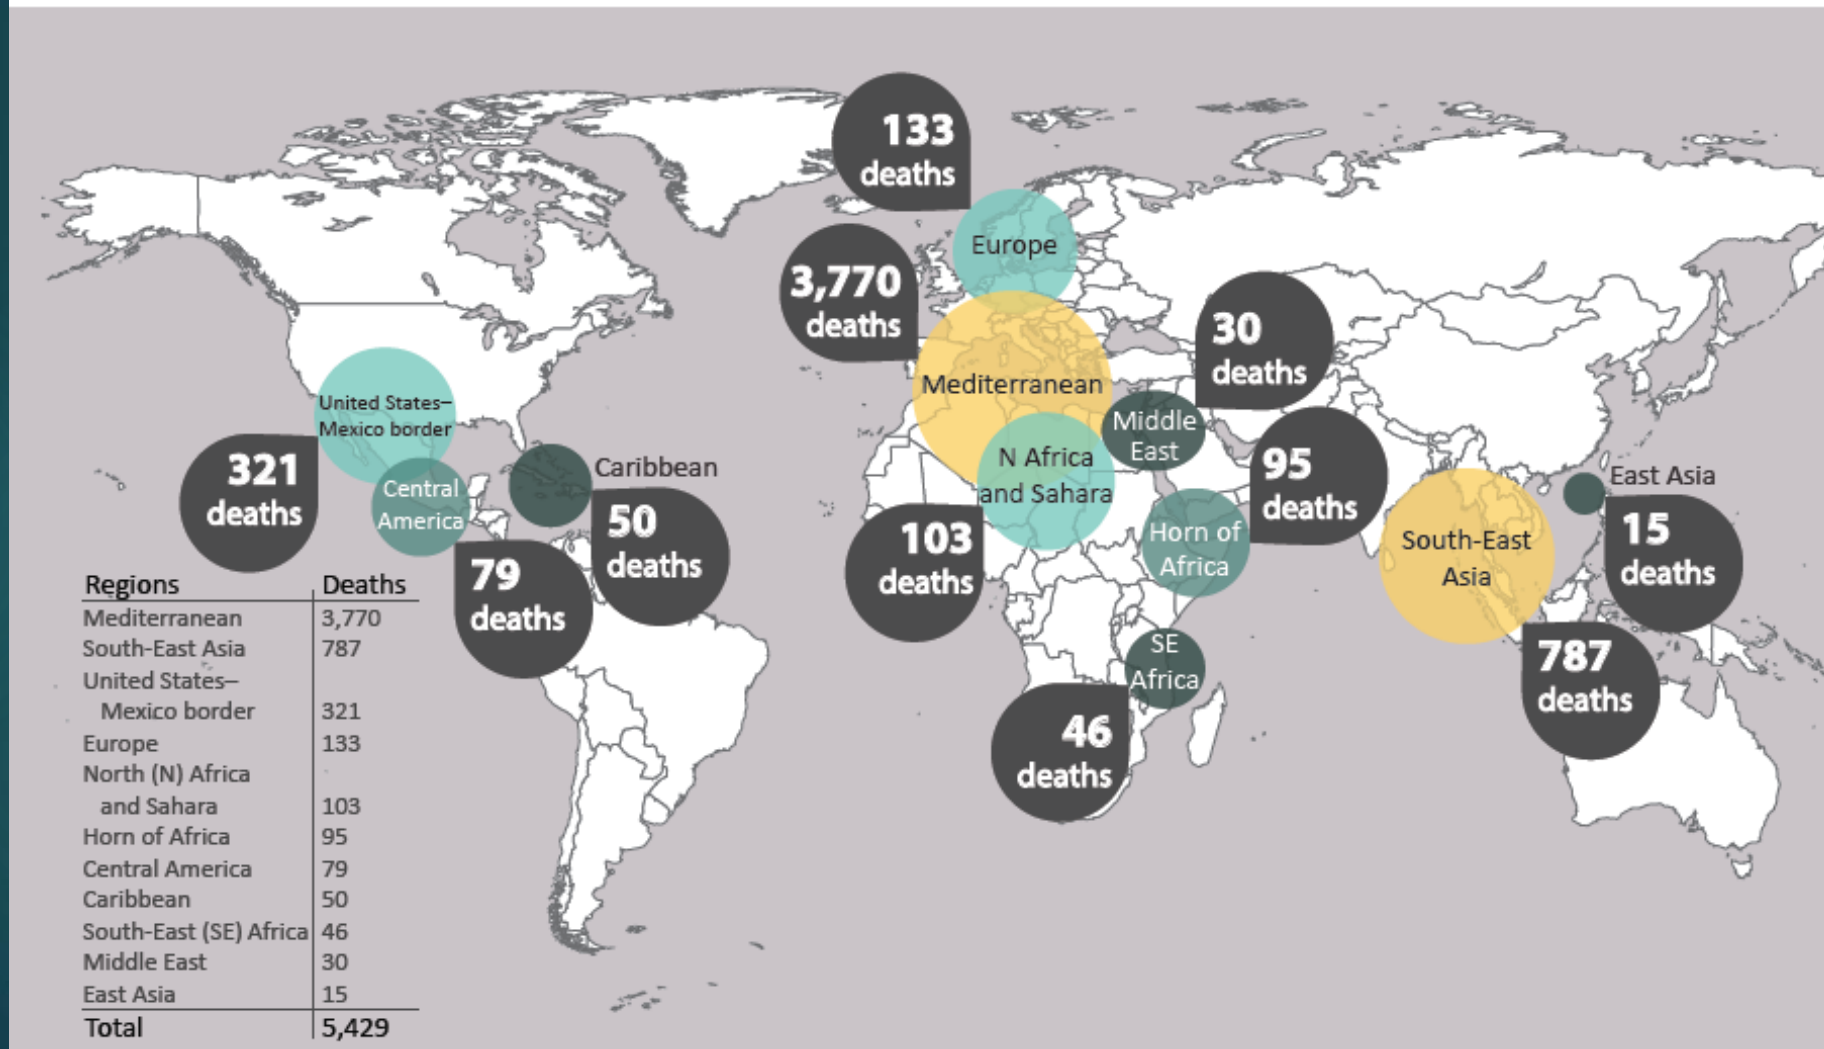 133
deaths
Europe
3,770
deaths
30
deaths
Mediterranean
United States–
Mexico border
Middle
East
321
deaths
Caribbean
N Africa
and Sahara
95
deaths
East Asia
Central
America
50
deaths
15
deaths
103
deaths
Horn of
Africa
South-East
Asia
79
deaths
SE
Africa
787
deaths
46
deaths
Regions Deaths
Mediterranean 3,770
South-East Asia 787
United States–
Mexico border 321
Europe 133
North (N) Africa
and Sahara 103
Horn of Africa 95
Central America 79
Caribbean 50
South-East (SE) Africa 46
Middle East 30
East Asia 15
Total 5,429